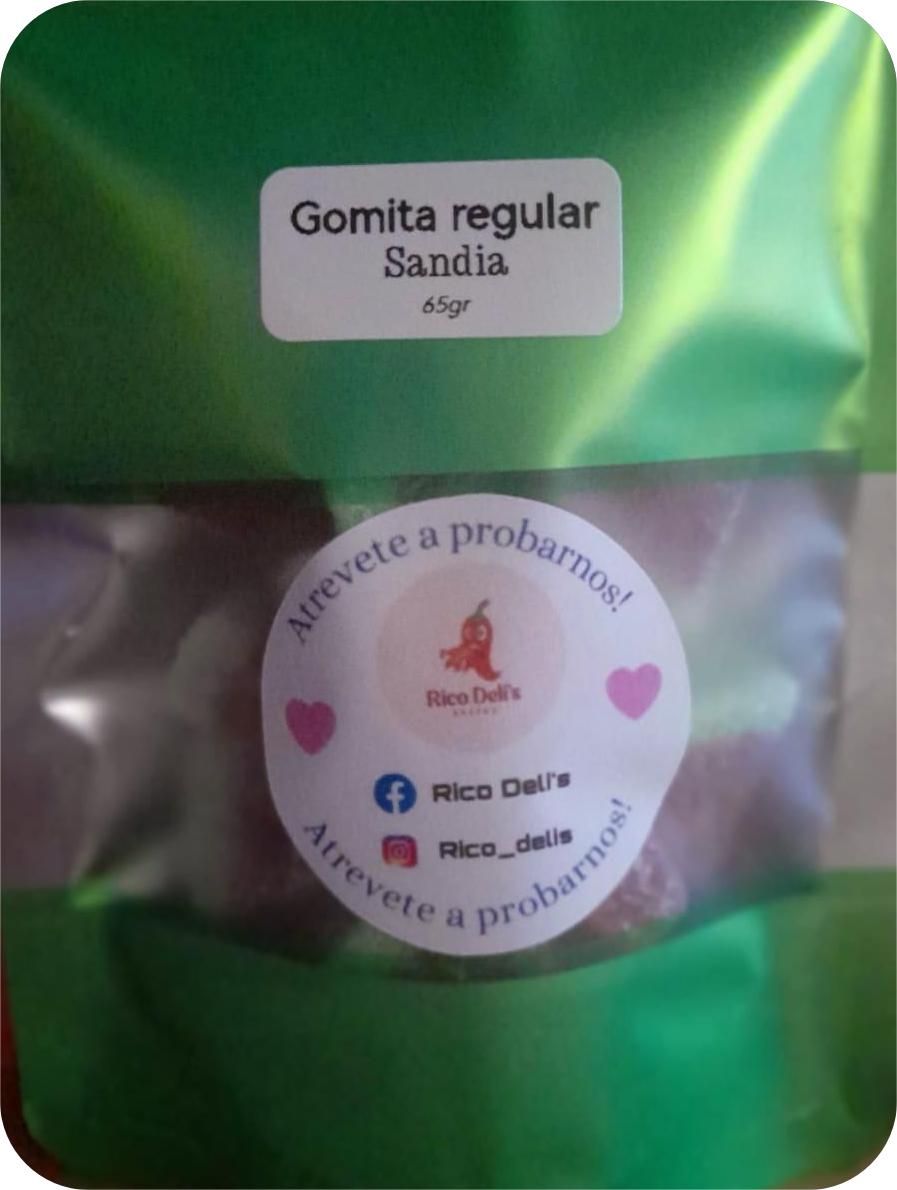 Gomita regular
Sandia
65gr
Atrevete a probarnos!
Rico Deli's
Rico Deli's
Rico_delis
Atrevete a probarnos!